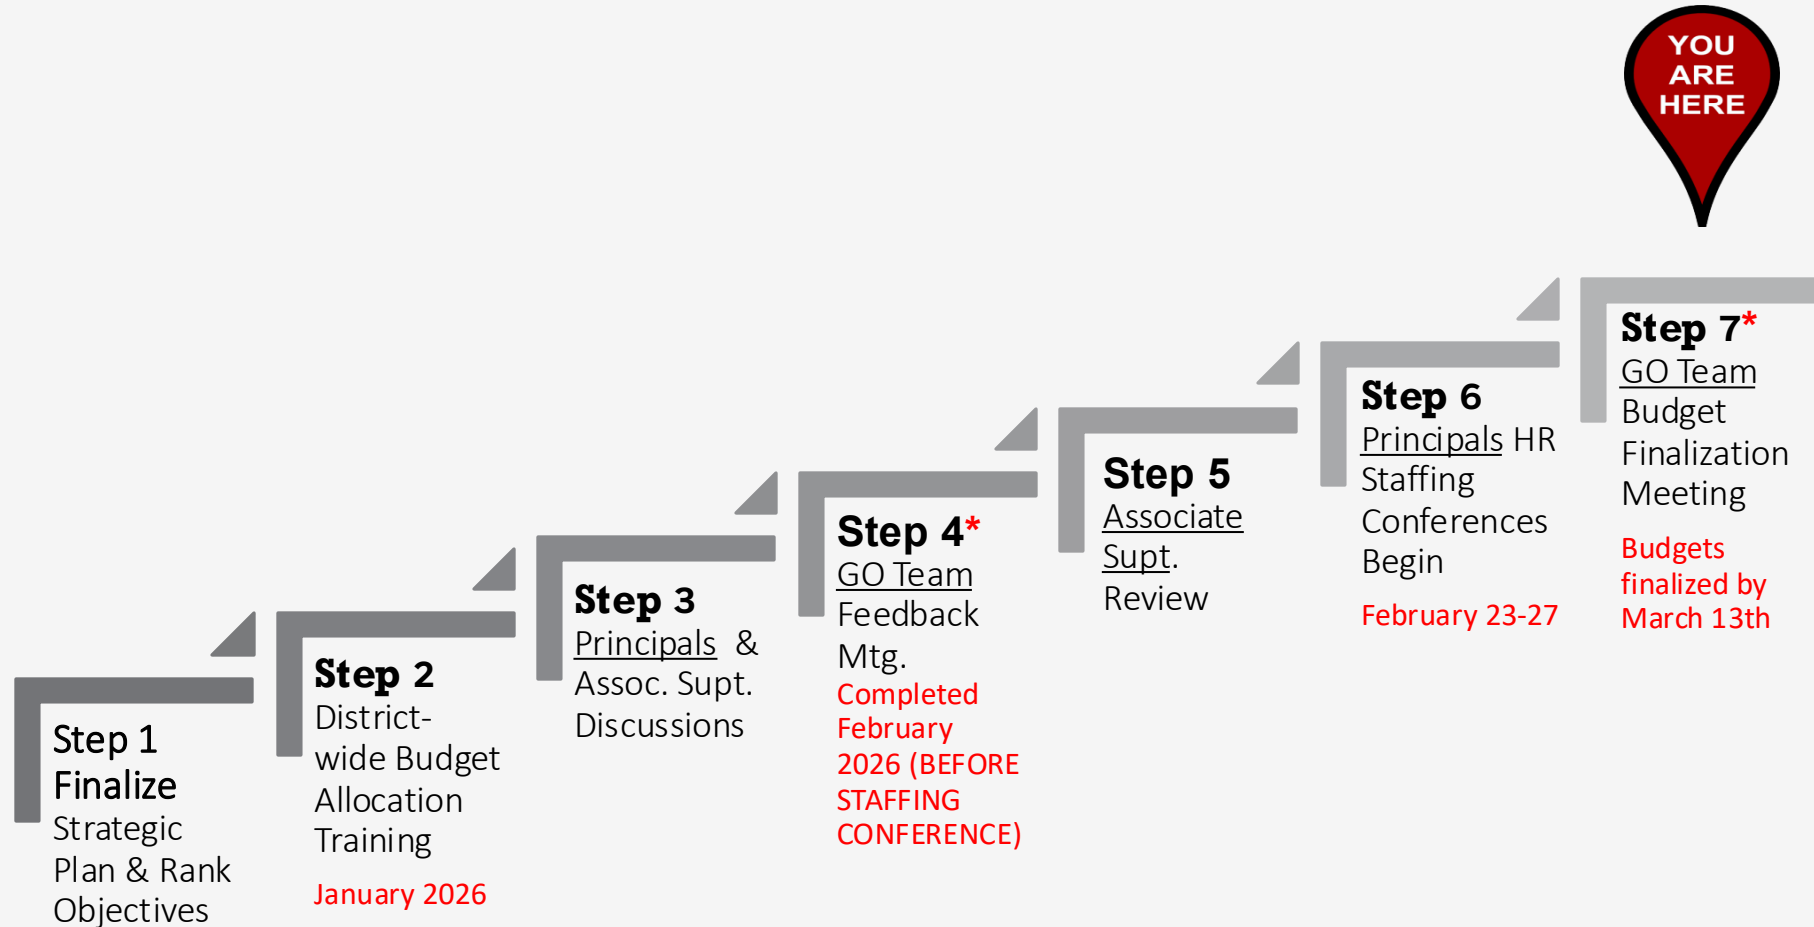 YOU
ARE
HERE
Step 1
Finalize
Strategic
Plan & Rank
Objectives
Step 2
District-
wide Budget
Allocation
Training
January 2026
Step 3
Principals &
Assoc. Supt.
Discussions
Step 4*
GO Team
Feedback
Mtg.
Completed
February
2026 (BEFORE
STAFFING
CONFERENCE)
Step 5
Associate
Supt.
Review
Step 6
Principals HR
Staffing
Conferences
Begin
February 23-27
Step 7*
GO Team
Budget
Finalization
Meeting
Budgets
finalized by
March 13th